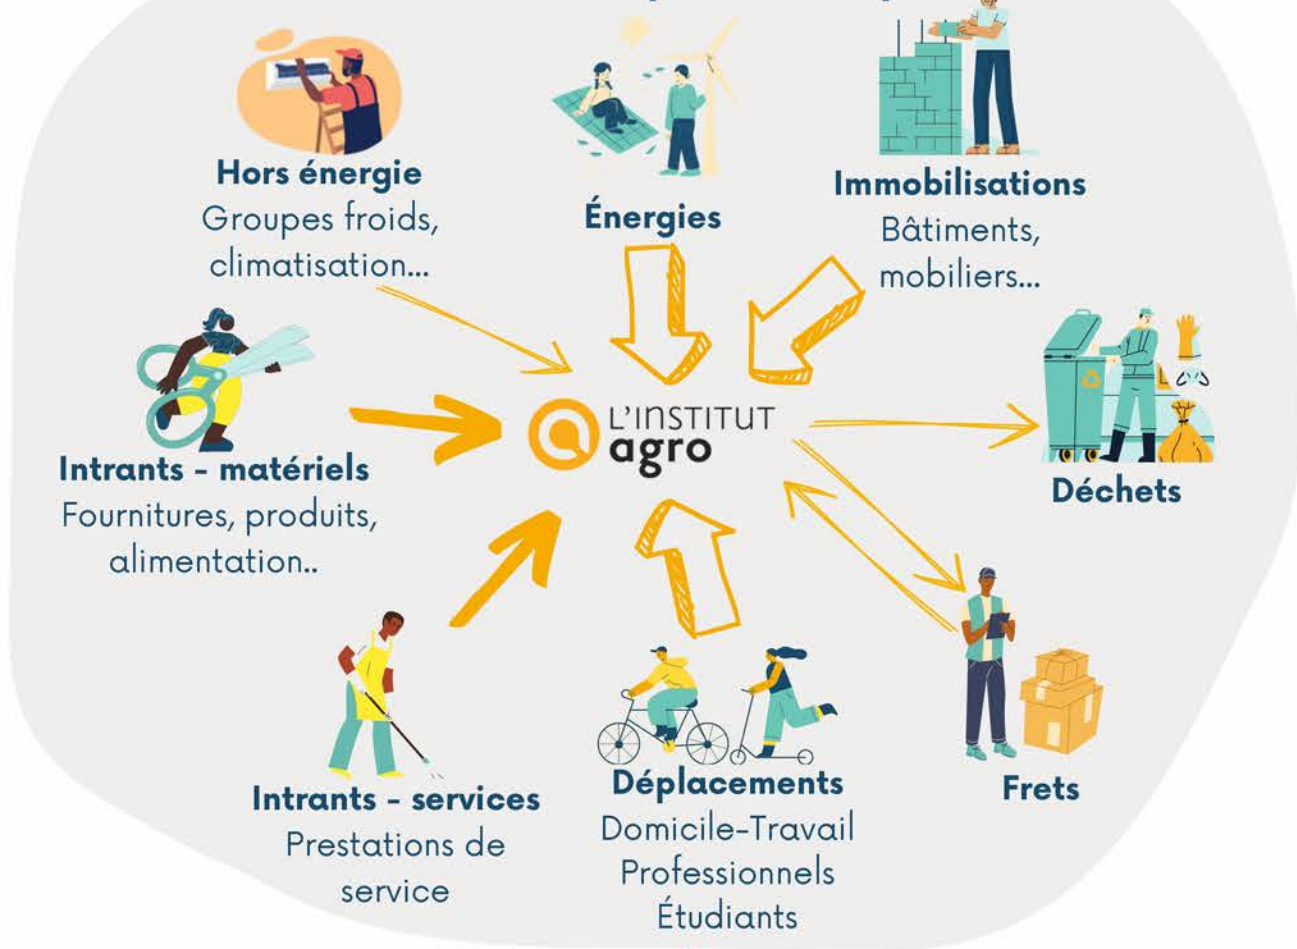 Hors énergie
Groupes froids,
climatisation...
Énergies
Immobilisations
Bâtiments,
mobiliers...
Intrants - matériels
Fournitures, produits,
alimentation..
L'INSTITUT
agro
Déchets
Intrants - services
Prestations de
service
Déplacements
Domicile-Travail
Professionnels
Étudiants
Frets